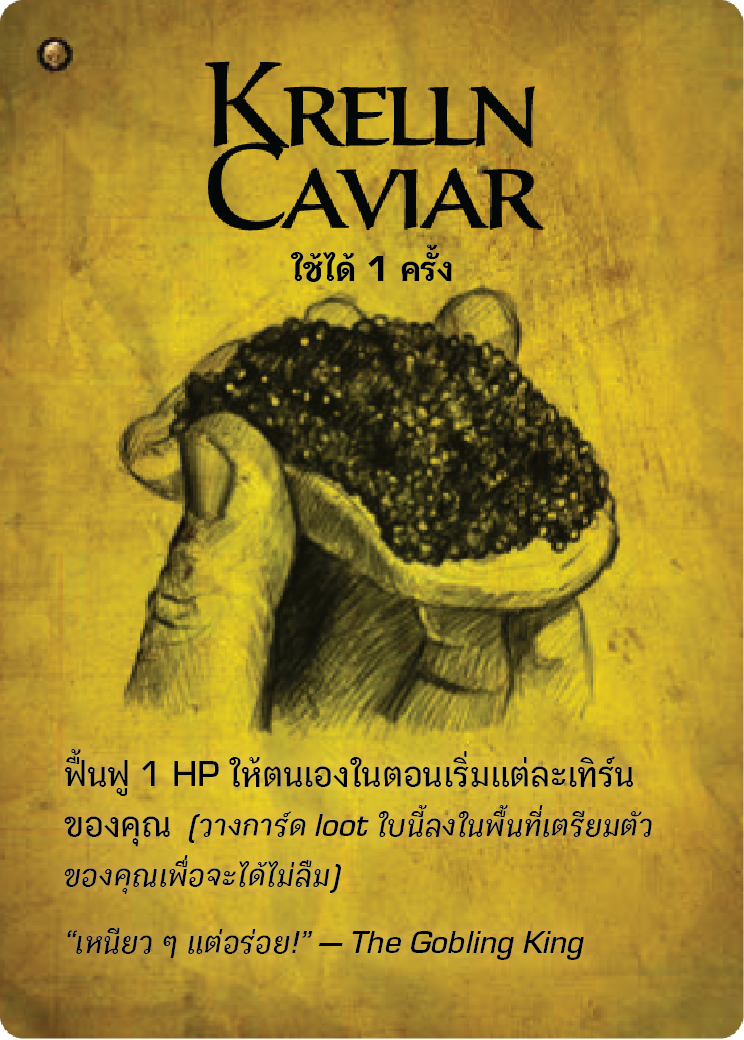 KRELLN
CAVIAR
ใช้ได้ 1 ครั้ง
ฟื้นฟู 1 HP ให้ตนเองในตอนเริ่มแต่ละเทิร์น
ของคุณ (วางการ์ด loot ใบนี้ลงในพื้นที่เตรียมตัว
ของคุณเพื่อจะได้ไม่ลืม)
“เหนียว ๆ แต่อร่อย!” — The Gobling King